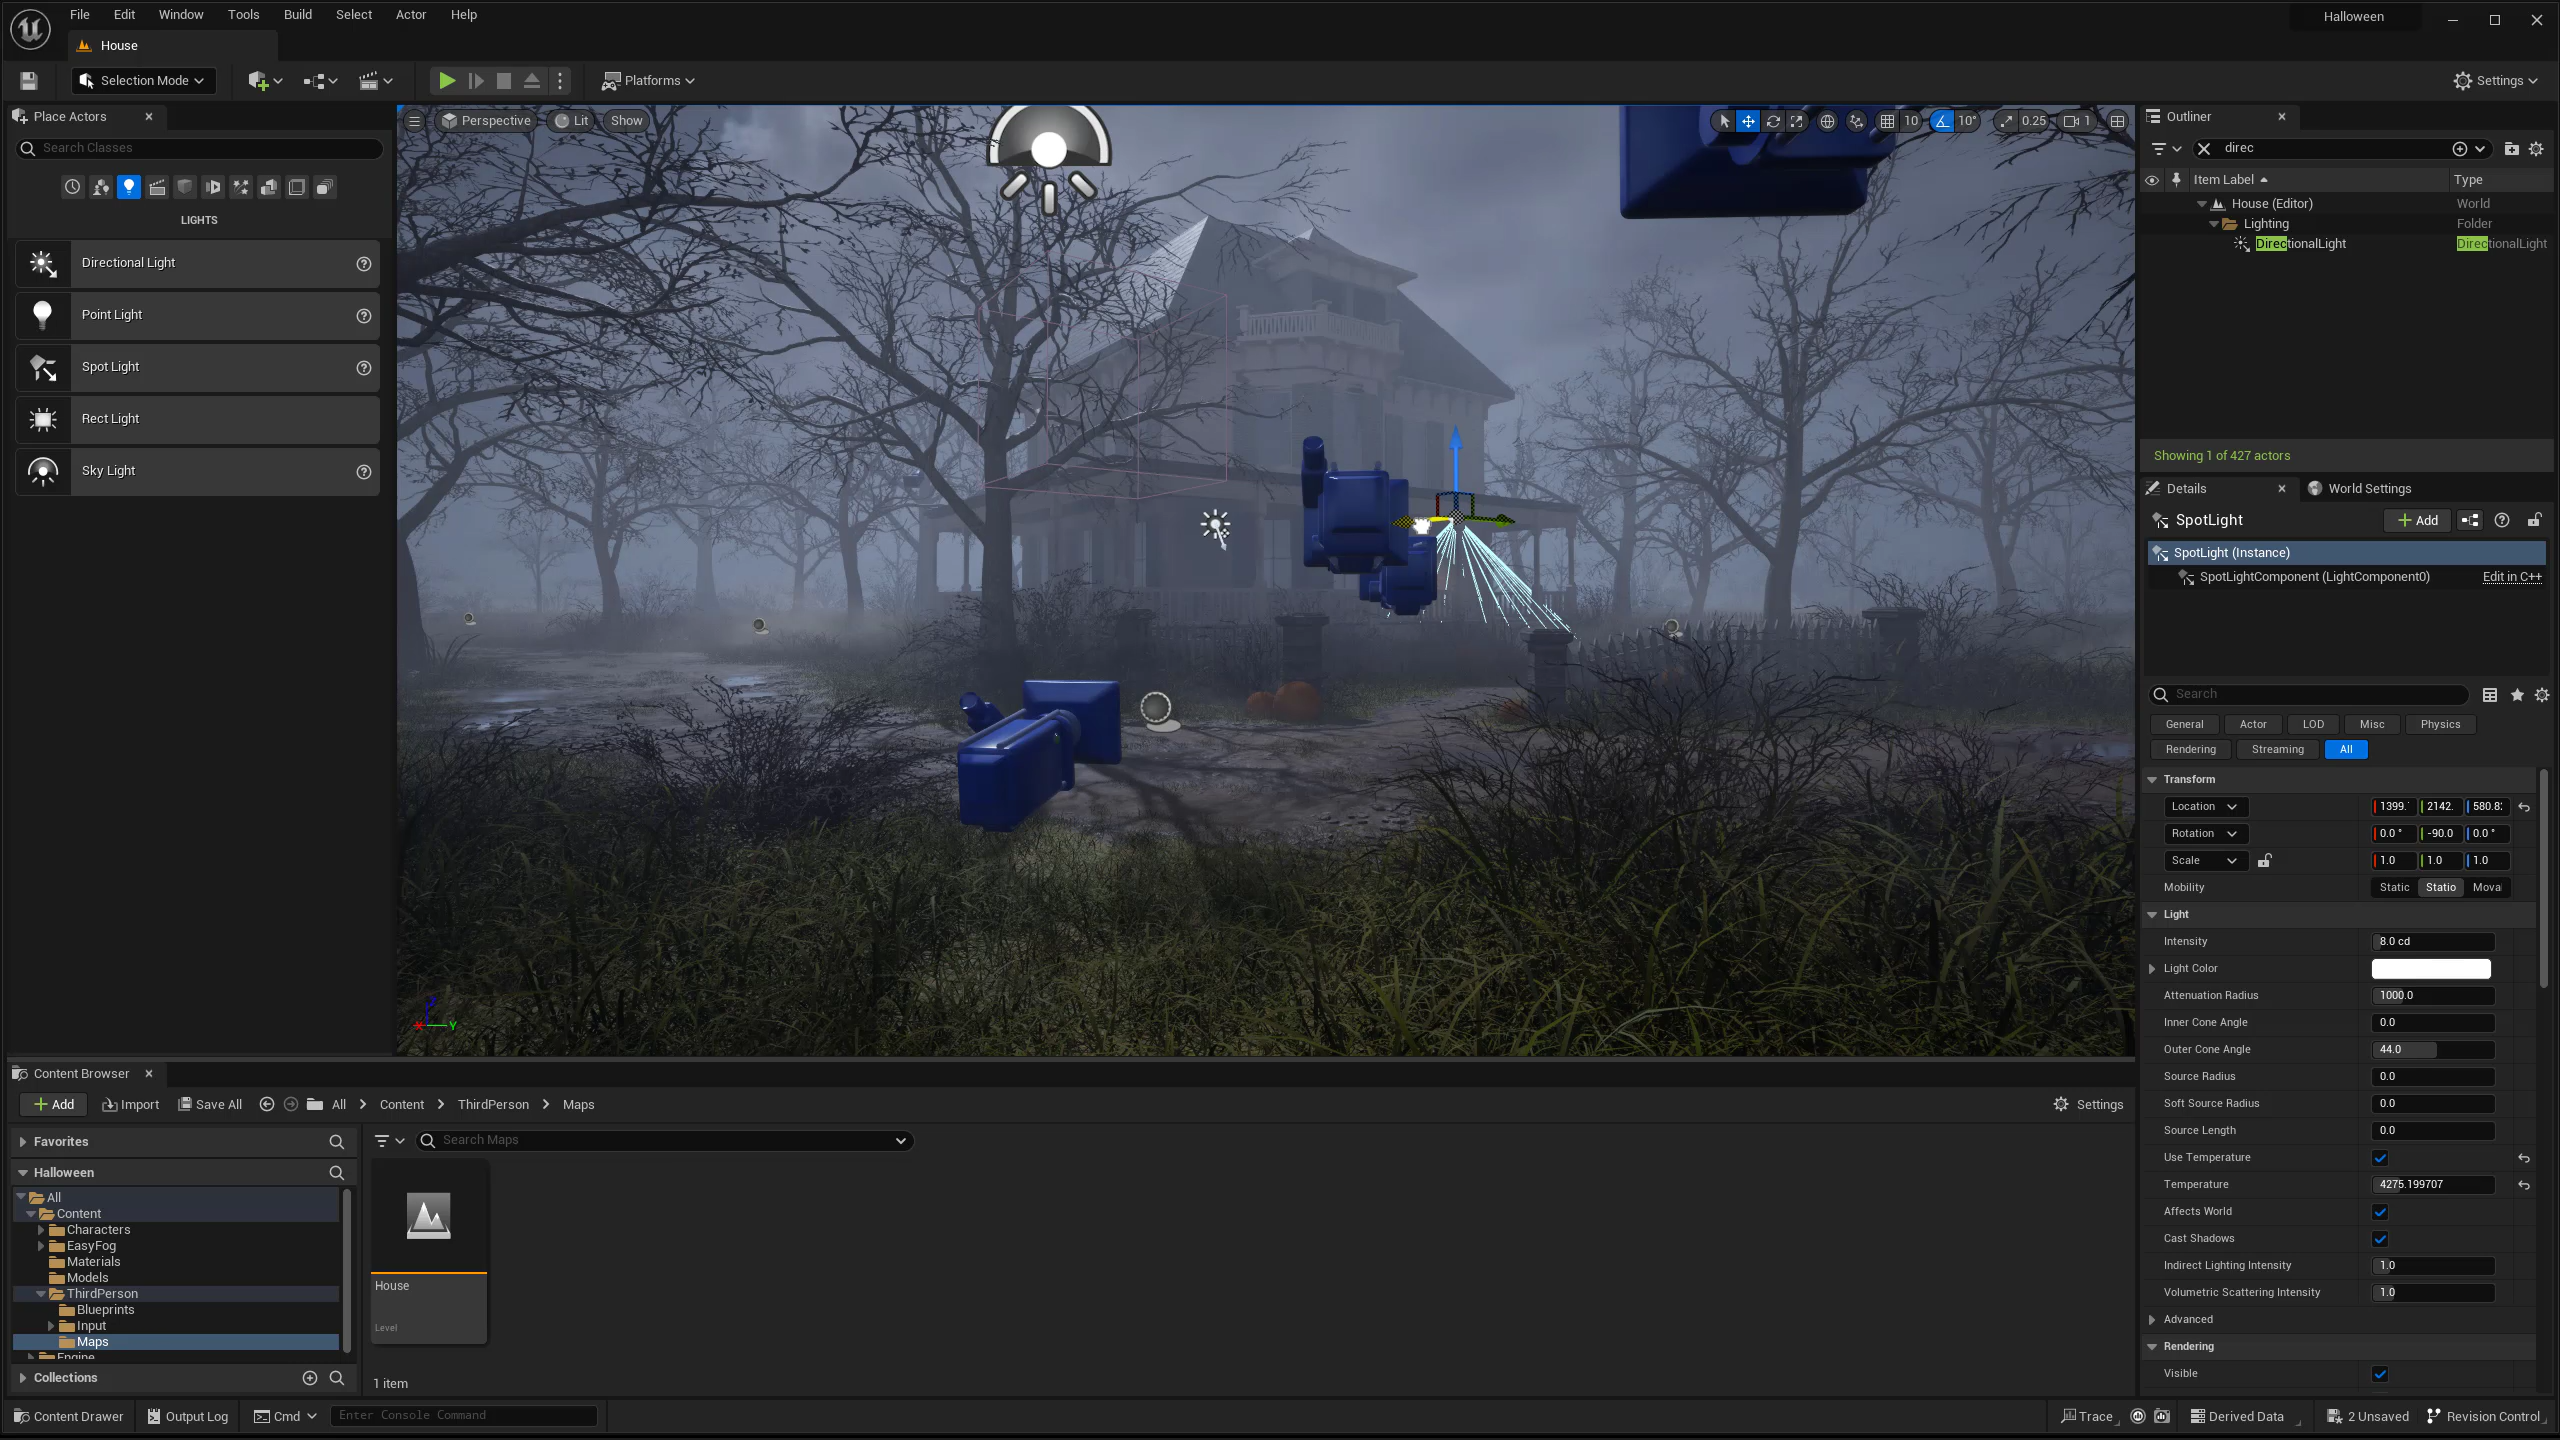 File Edit Window Tools Build Select Actor Help
Halloween
House
Selection Mode
Platforms
Settings
Place Actors
Search Classes
LIGHTS
Directional Light
Point Light
Spot Light
Rect Light
Sky Light
Perspective Lit Show
10 10° 0.25 1
Y
Outliner
direc
Item Label Type
House (Editor) World
Lighting Folder
DirectionalLight DirectionalLight
Showing 1 of 427 actors
Details World Settings
SpotLight Add
SpotLight (Instance)
SpotLightComponent (LightComponent0) Edit in C++
Search
General Actor LOD Misc Physics
Rendering Streaming All
Transform
Location 1399. 2142. 580.8
Rotation 0.0 ° -90.0 0.0 °
Scale 1.0 1.0 1.0
Mobility Static Statio Moval
Light
Intensity 8.0 cd
Light Color
Attenuation Radius 1000.0
Inner Cone Angle 0.0
Outer Cone Angle 44.0
Source Radius 0.0
Soft Source Radius 0.0
Source Length 0.0
Use Temperature
Temperature 4275.199707
Affects World
Cast Shadows
Indirect Lighting Intensity 1.0
Volumetric Scattering Intensity 1.0
Advanced
Rendering
Visible
Content Browser
Add Import Save All All Content ThirdPerson Maps
Settings
Favorites
Halloween
All
Content
Characters
EasyFog
Materials
Models
ThirdPerson
Blueprints
Input
Maps
Engine
Collections
Search Maps
House
Level
1 item
Content Drawer Output Log Cmd Enter Console Command
Trace Derived Data 2 Unsaved Revision Control